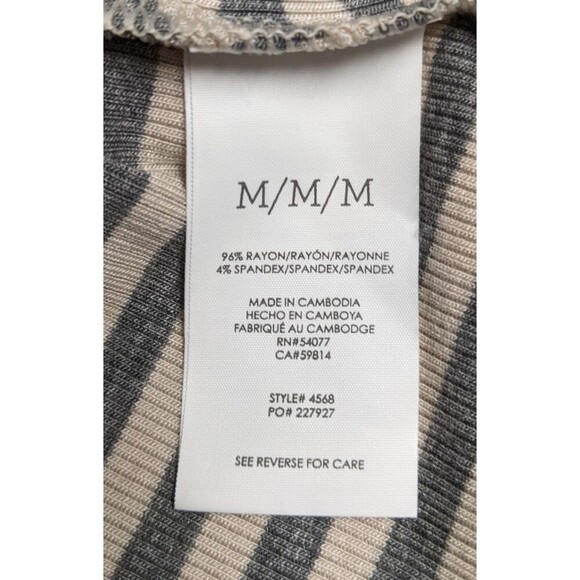 M/M/M
96% RAYON/RAYÓN/RAYONNE
4% SPANDEX/SPANDEX/SPANDEX
MADE IN CAMBODIA
HECHO EN CAMBOYA
FABRIQUÉ AU CAMBODGE
RN#54077
CA#59814
STYLE# 4568
PO# 227927
SEE REVERSE FOR CARE